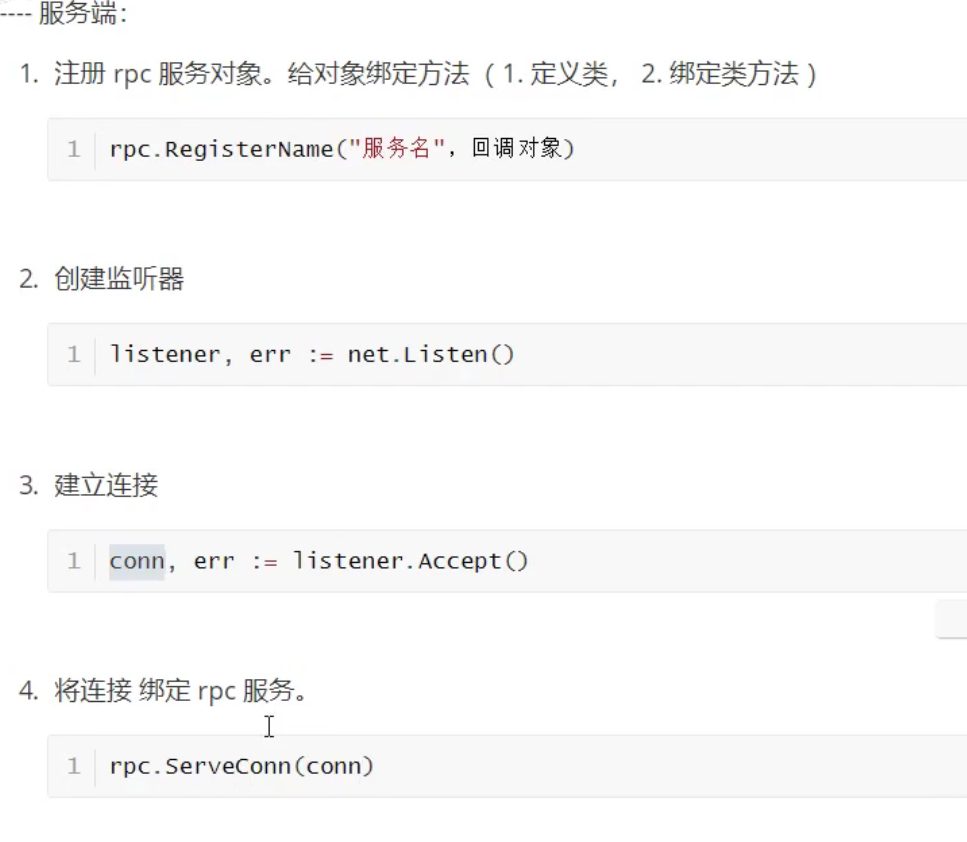 ---- 服务端：
1. 注册 rpc 服务对象。给对象绑定方法（ 1. 定义类， 2. 绑定类方法 ）
1 rpc.RegisterName("服务名", 回调对象)
2. 创建监听器
1 listener, err := net.Listen()
3. 建立连接
1 conn, err := listener.Accept()
4. 将连接 绑定 rpc 服务。
1 rpc.ServeConn(conn)